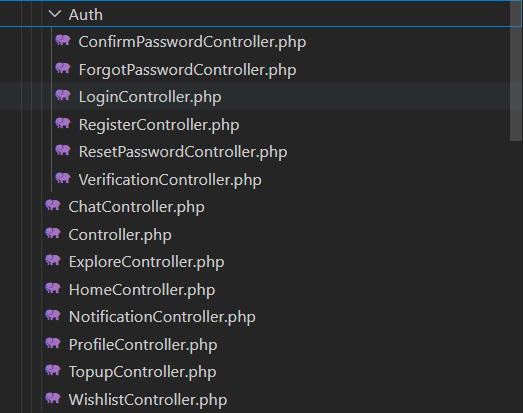 Auth
ConfirmPasswordController.php
ForgotPasswordController.php
LoginController.php
RegisterController.php
ResetPasswordController.php
VerificationController.php
ChatController.php
Controller.php
ExploreController.php
HomeController.php
NotificationController.php
ProfileController.php
TopupController.php
WishlistController.php